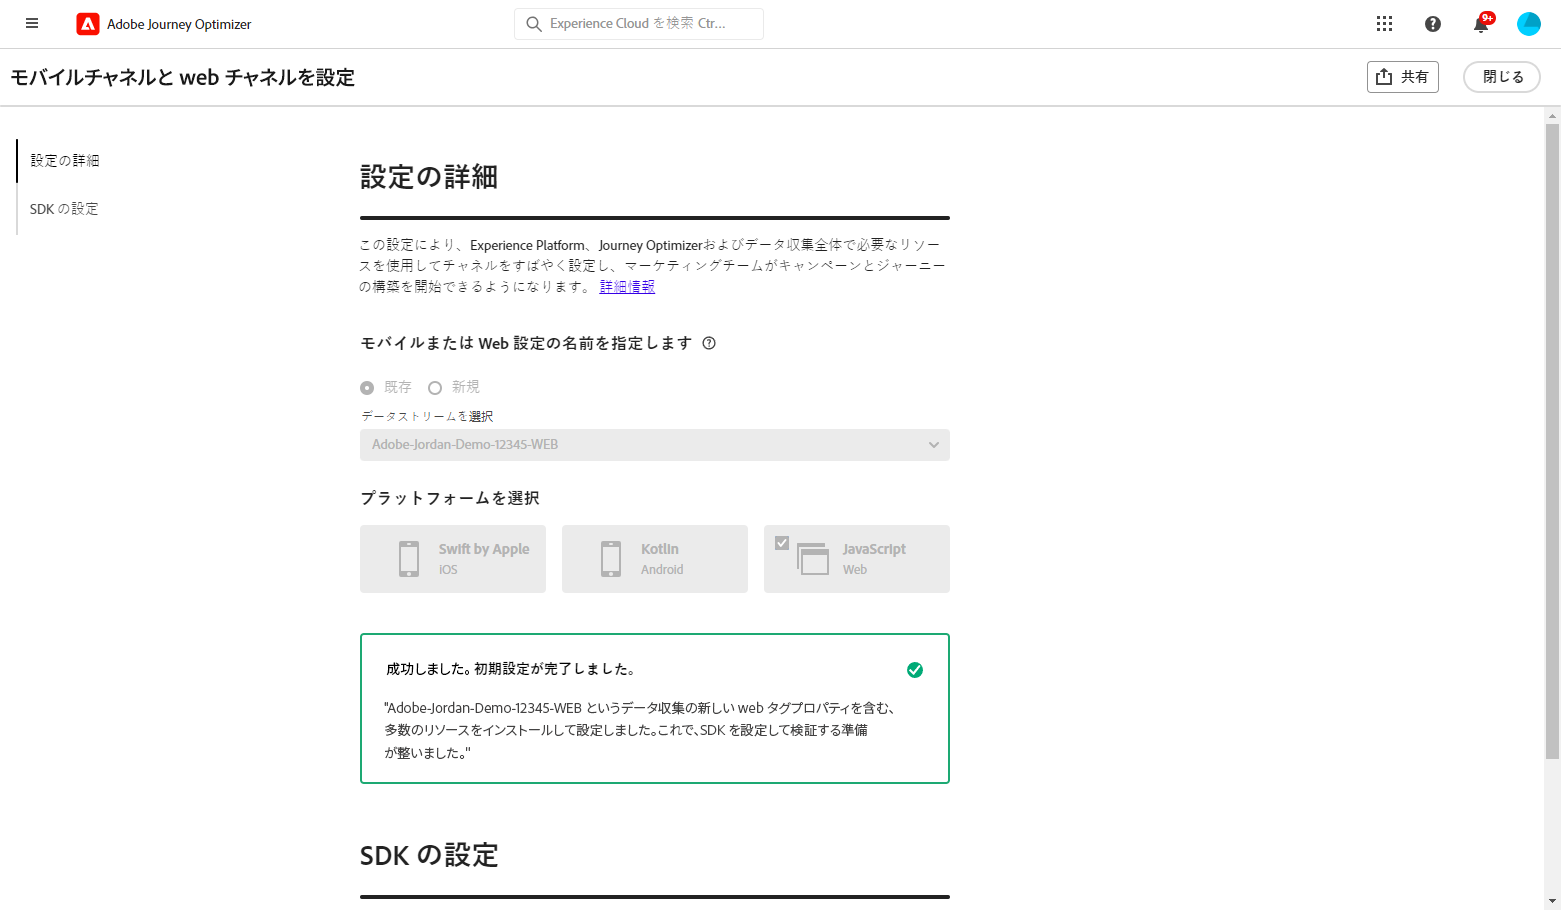 Adobe Journey Optimizer
Experience Cloud を検索 Ctr...
9+
モバイルチャネルと web チャネルを設定
共有
閉じる
設定の詳細
SDK の設定
設定の詳細
この設定により、Experience Platform、Journey Optimizerおよびデータ収集全体で必要なリソー
スを使用してチャネルをすばやく設定し、マーケティングチームがキャンペーンとジャーニー
の構築を開始できるようになります。 詳細情報
モバイルまたは Web 設定の名前を指定します
既存
新規
データストリームを選択
Adobe-Jordan-Demo-12345-WEB
プラットフォームを選択
Swift by Apple
iOS
Kotlin
Android
JavaScript
Web
成功しました。初期設定が完了しました。
"Adobe-Jordan-Demo-12345-WEB というデータ収集の新しい web タグプロパティを含む、
多数のリソースをインストールして設定しました。これで、SDK を設定して検証する準備
が整いました。"
SDK の設定